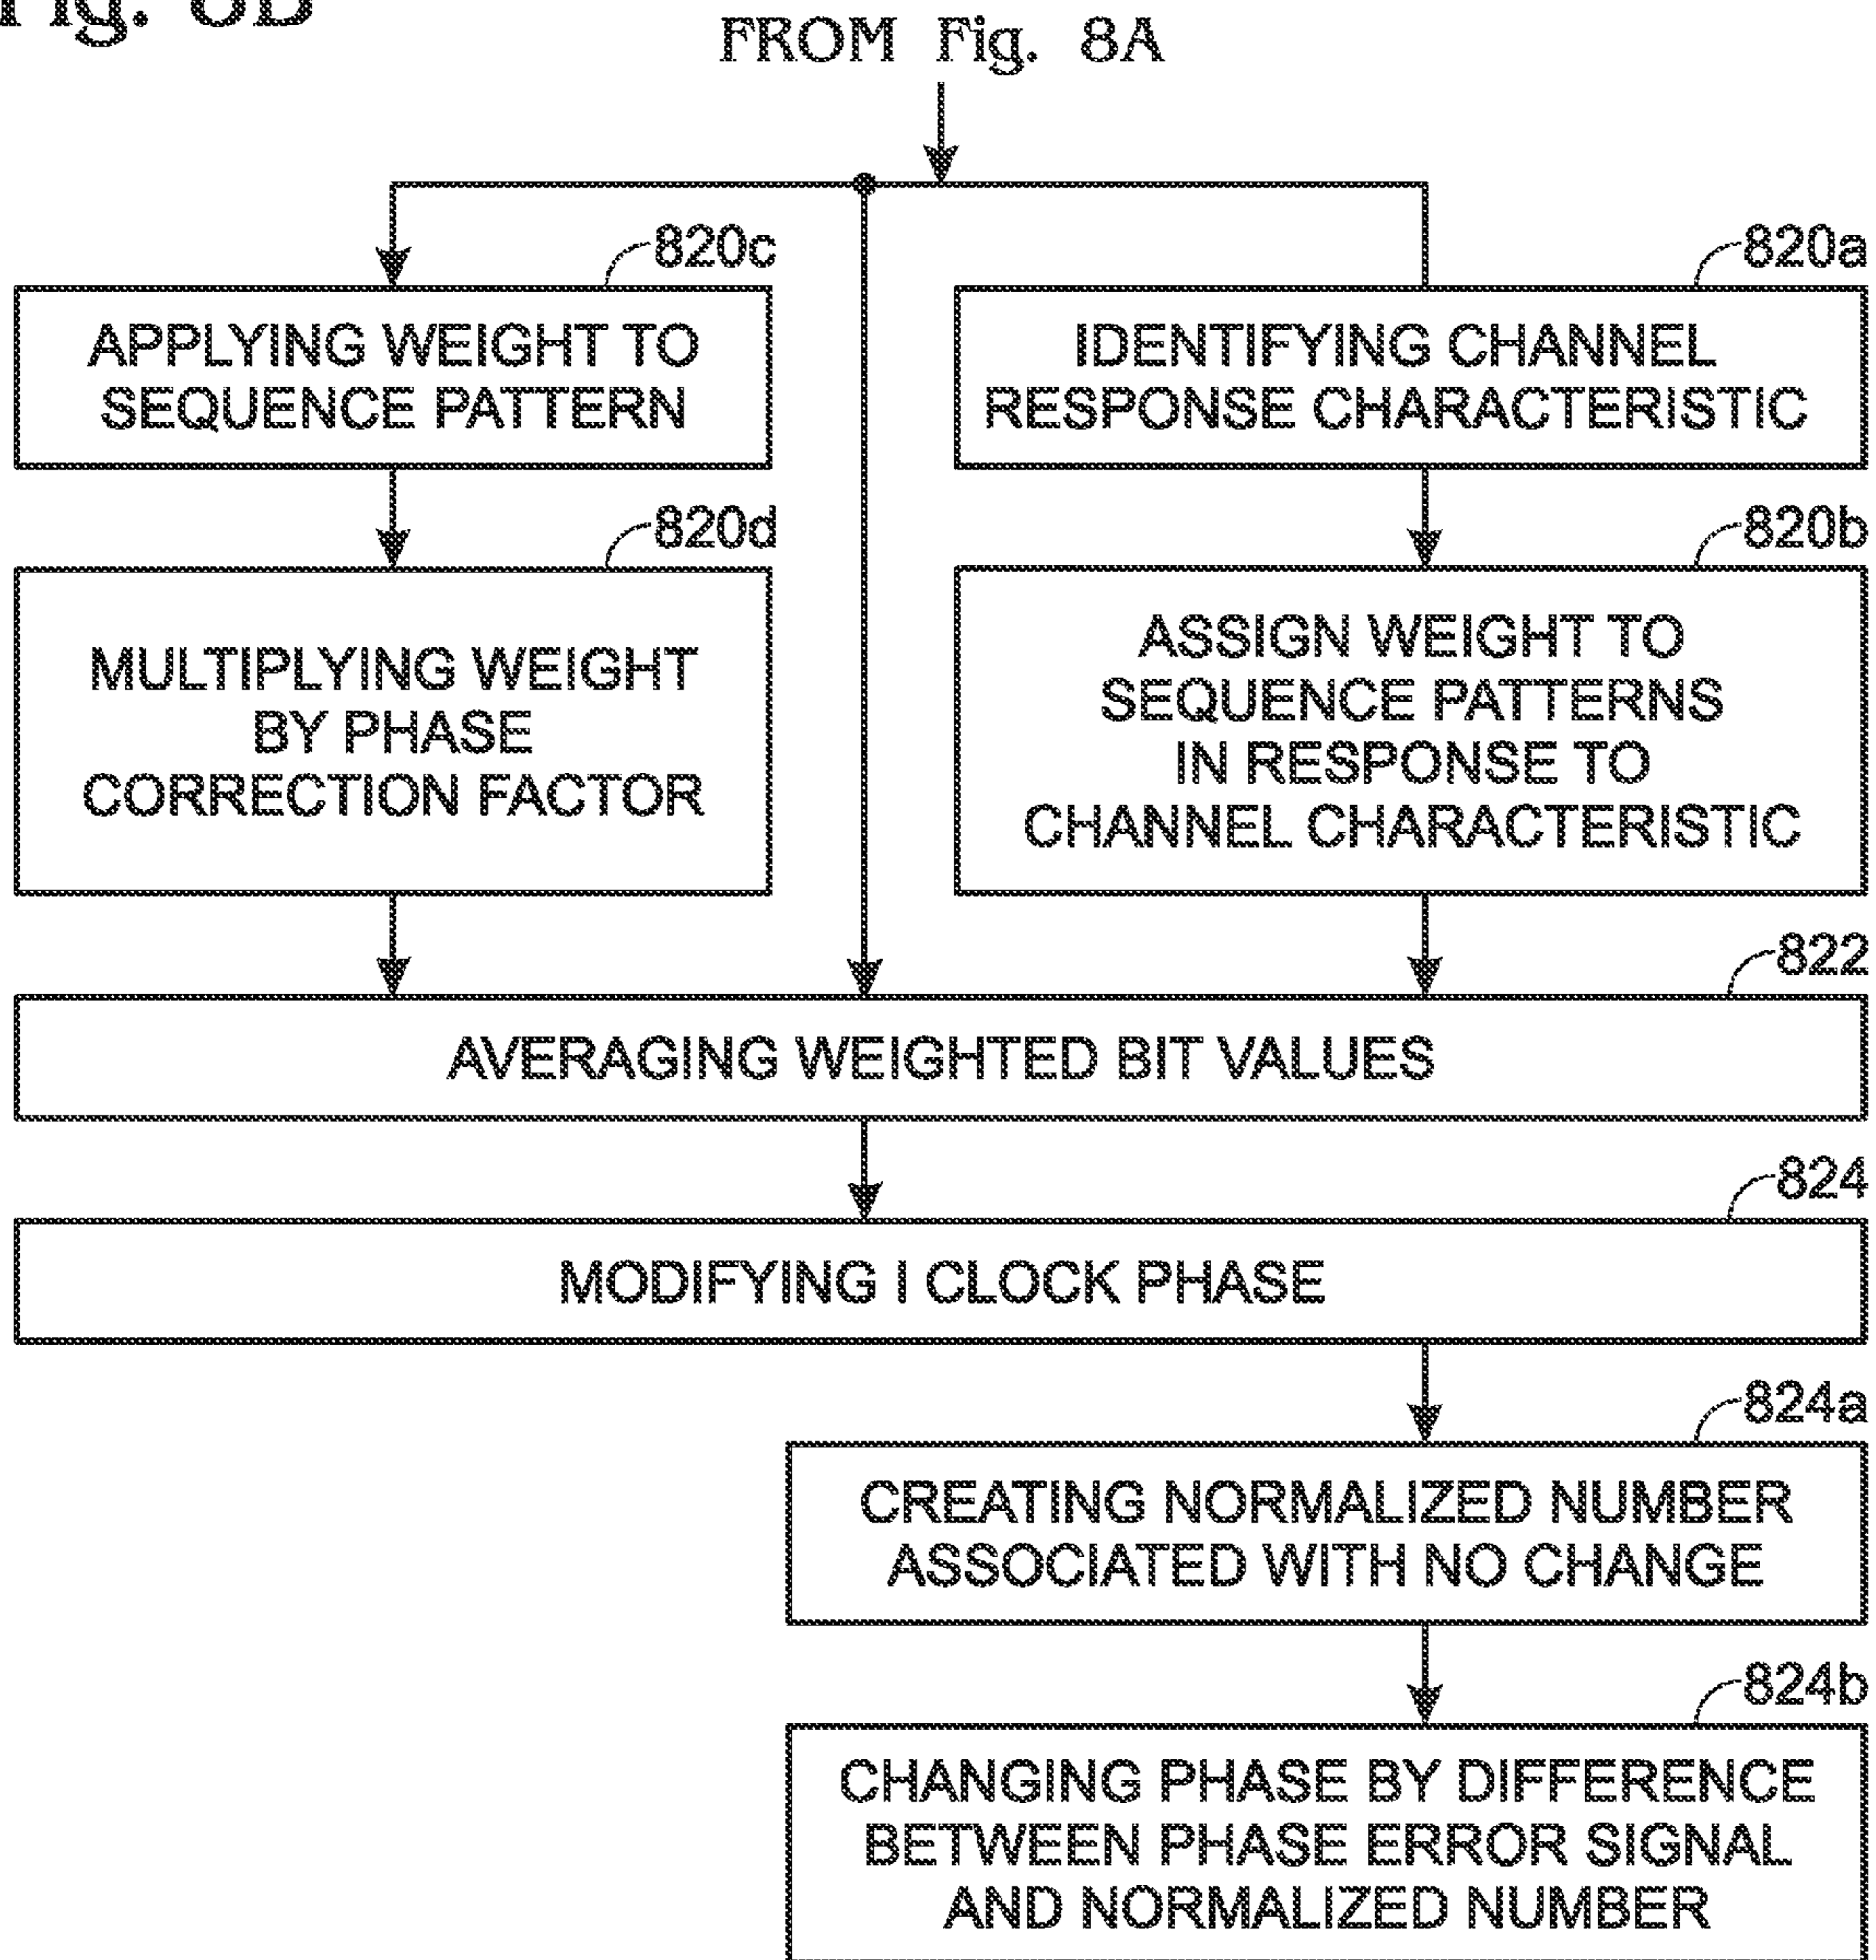 Fig. 8B
FROM Fig. 8A
820c
APPLYING WEIGHT TO
SEQUENCE PATTERN
820a
IDENTIFYING CHANNEL
RESPONSE CHARACTERISTIC
820d
MULTIPLYING WEIGHT
BY PHASE
CORRECTION FACTOR
820b
ASSIGN WEIGHT TO
SEQUENCE PATTERNS
IN RESPONSE TO
CHANNEL CHARACTERISTIC
822
AVERAGING WEIGHTED BIT VALUES
824
MODIFYING I CLOCK PHASE
824a
CREATING NORMALIZED NUMBER
ASSOCIATED WITH NO CHANGE
824b
CHANGING PHASE BY DIFFERENCE
BETWEEN PHASE ERROR SIGNAL
AND NORMALIZED NUMBER